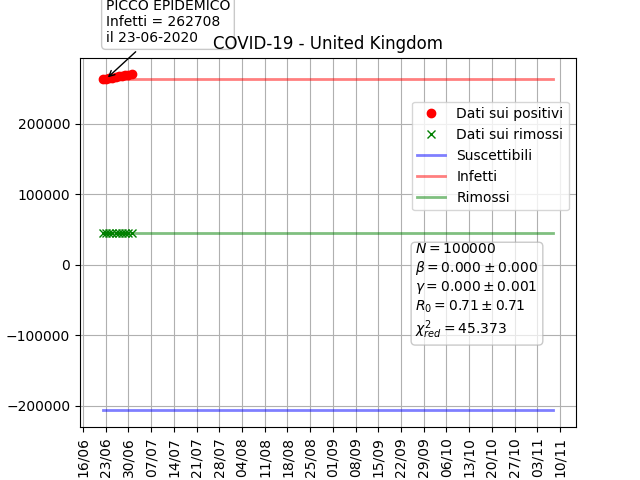 PICCO EPIDEMICO
Infetti = 262708
il 23-06-2020
COVID-19 - United Kingdom
200000
100000
0
−100000
−200000
Dati sui positivi
Dati sui rimossi
Suscettibili
Infetti
Rimossi
N = 100000
β = 0.000 ± 0.000
γ = 0.000 ± 0.001
R₀ = 0.71 ± 0.71
χ²red = 45.373
16/06
23/06
30/06
07/07
14/07
21/07
28/07
04/08
11/08
18/08
25/08
01/09
08/09
15/09
22/09
29/09
06/10
13/10
20/10
27/10
03/11
10/11